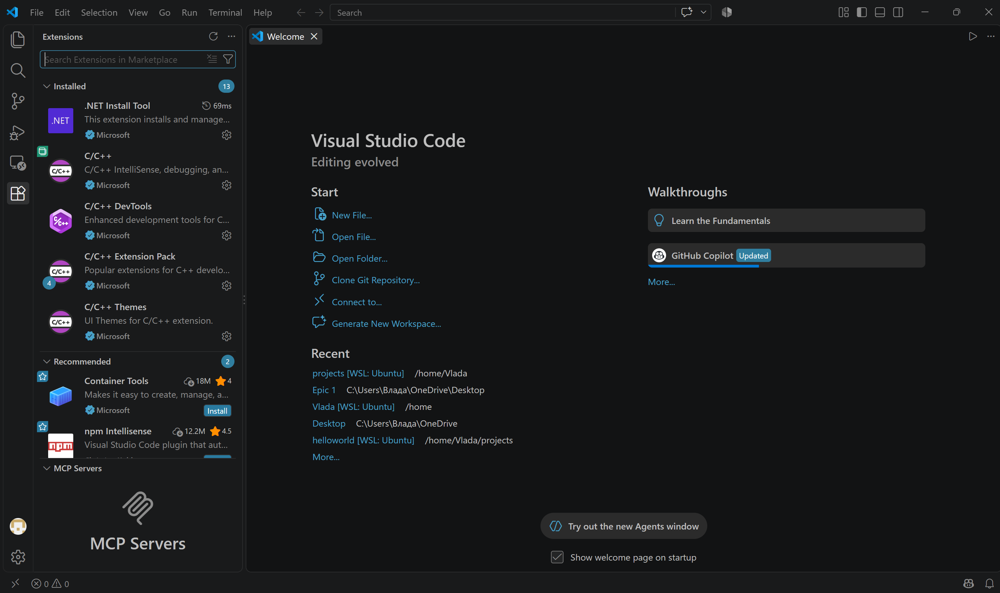 File Edit Selection View Go Run Terminal Help
Search
Extensions
Search Extensions in Marketplace
Installed 13
.NET
.NET Install Tool 69ms
This extension installs and manage...
Microsoft
C/C++
C/C++
C/C++ IntelliSense, debugging, an...
Microsoft
C/C++
C/C++ DevTools
Enhanced development tools for C...
Microsoft
C/C++
4
C/C++ Extension Pack
Popular extensions for C++ develo...
Microsoft
C/C++
C/C++ Themes
UI Themes for C/C++ extension.
Microsoft
Recommended 2
Container Tools 18M 4
Makes it easy to create, manage, a...
Microsoft Install
npm
npm Intellisense 12.2M 4.5
Visual Studio Code plugin that aut...
MCP Servers
MCP Servers
Welcome
Visual Studio Code
Editing evolved
Start
New File...
Open File...
Open Folder...
Clone Git Repository...
Connect to...
Generate New Workspace...
Recent
projects [WSL: Ubuntu] /home/Vlada
Epic 1 C:\Users\Влада\OneDrive\Desktop
Vlada [WSL: Ubuntu] /home
Desktop C:\Users\Влада\OneDrive
helloworld [WSL: Ubuntu] /home/Vlada/projects
More...
Walkthroughs
Learn the Fundamentals
GitHub Copilot Updated
More...
Try out the new Agents window
Show welcome page on startup
0 0